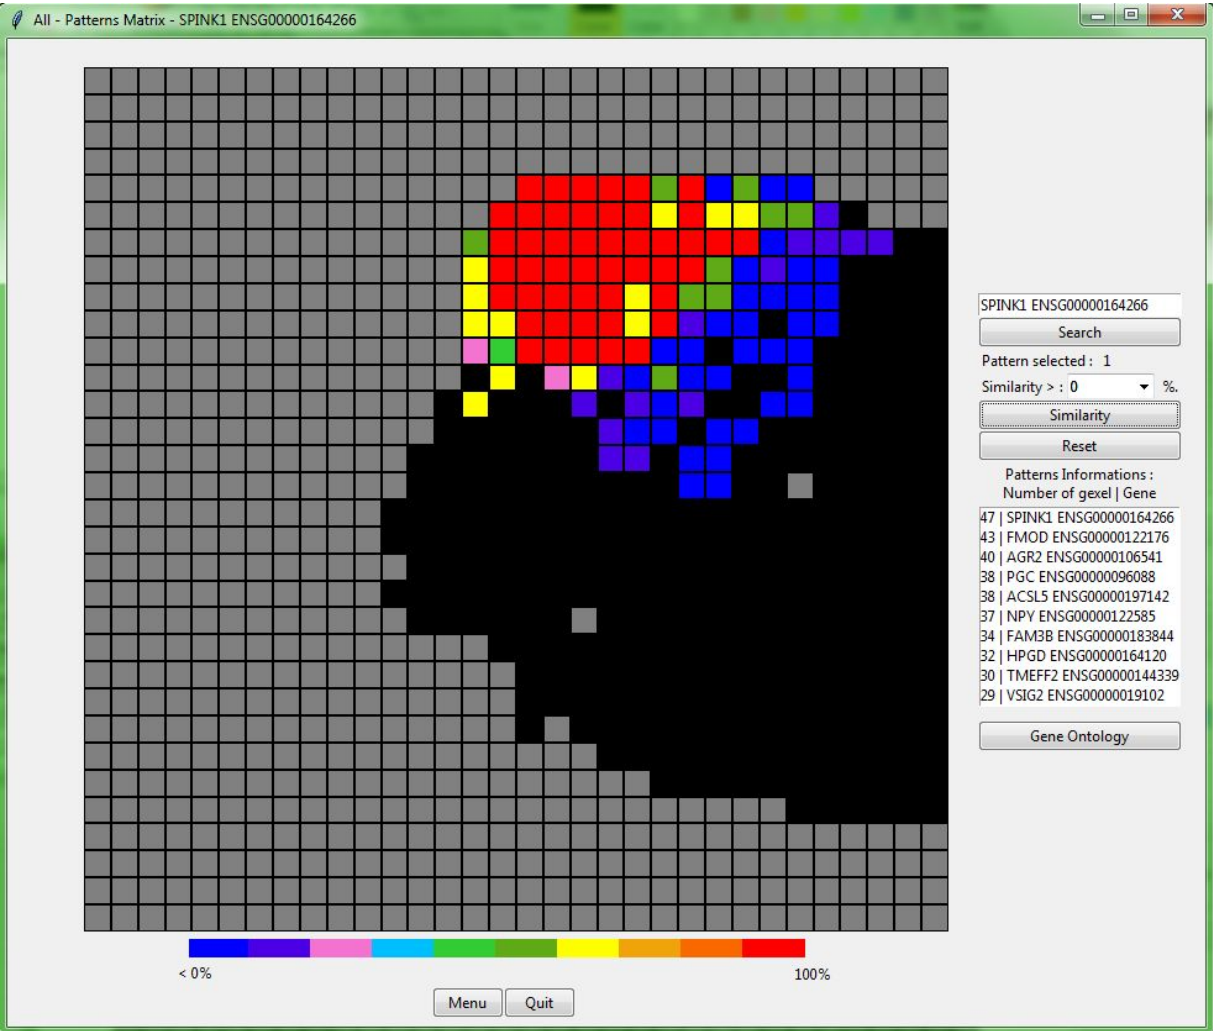 All - Patterns Matrix - SPINK1 ENSG00000164266
SPINK1 ENSG00000164266
Search
Pattern selected : 1
Similarity > : 0 %.
Similarity
Reset
Patterns Informations :
Number of gexel | Gene
47 | SPINK1 ENSG00000164266
43 | FMOD ENSG00000122176
40 | AGR2 ENSG00000106541
38 | PGC ENSG00000096088
38 | ACSL5 ENSG00000197142
37 | NPY ENSG00000122585
34 | FAM3B ENSG00000183844
32 | HPGD ENSG00000164120
30 | TMEFF2 ENSG00000144339
29 | VSIG2 ENSG00000019102
Gene Ontology
< 0% 100%
Menu Quit